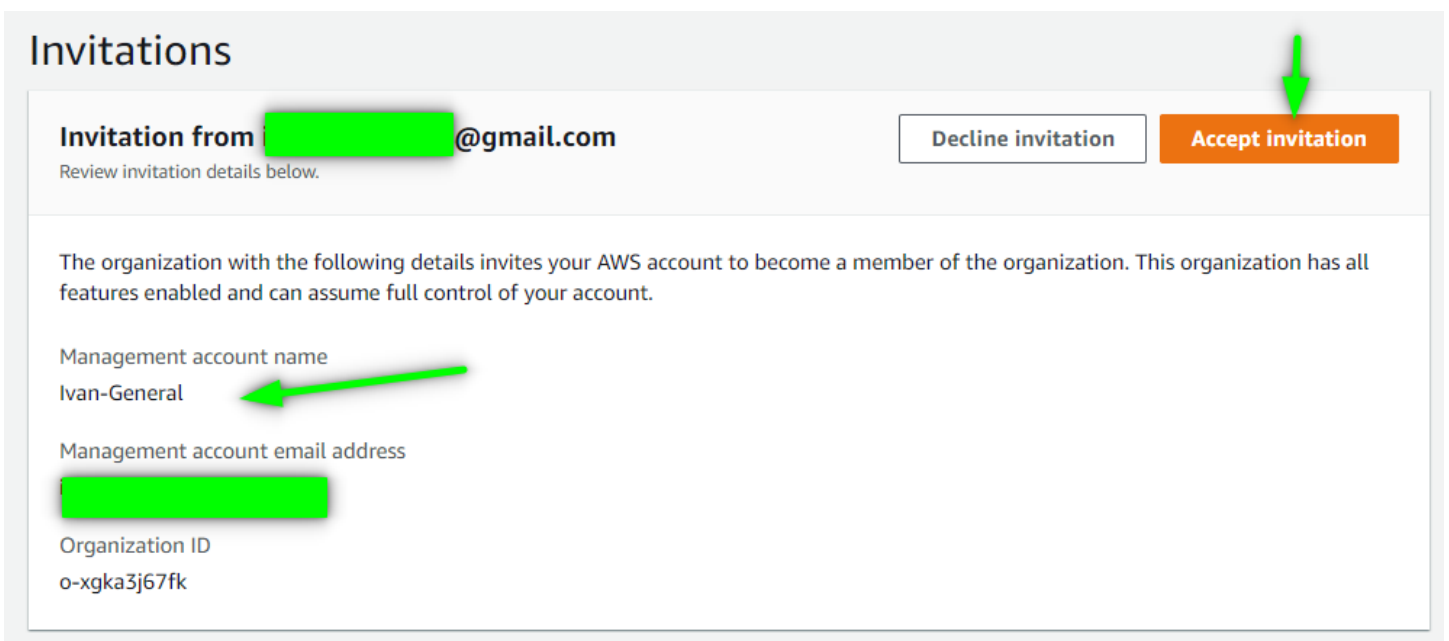 Invitations
Invitation from i @gmail.com
Decline invitation
Accept invitation
Review invitation details below.
The organization with the following details invites your AWS account to become a member of the organization. This organization has all
features enabled and can assume full control of your account.
Management account name
Ivan-General
Management account email address
i
Organization ID
o-xgka3j67fk